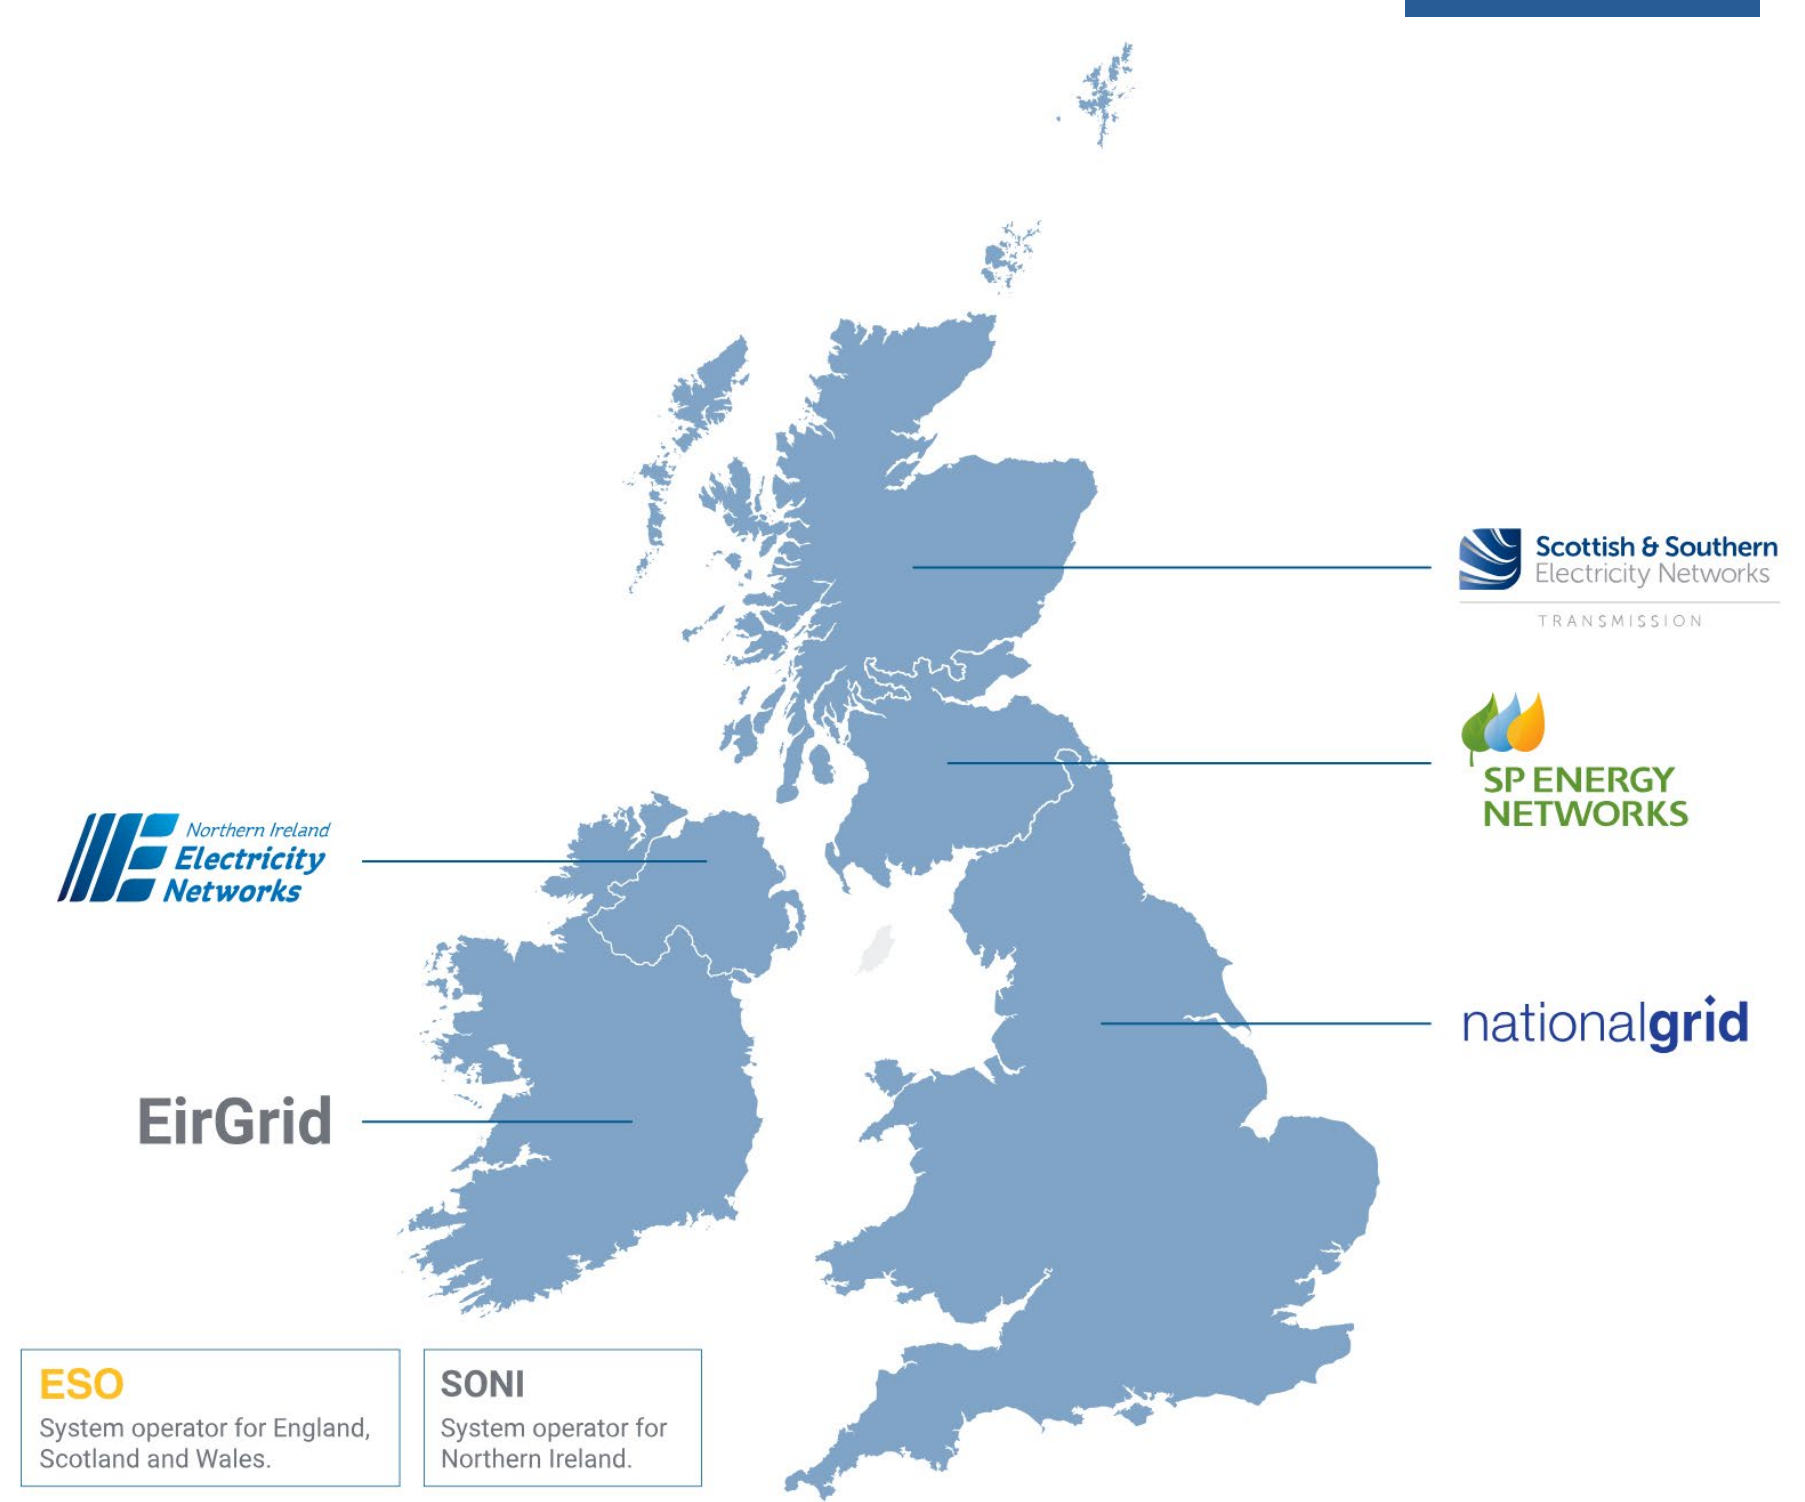 Scottish & Southern
Electricity Networks
TRANSMISSION
SP ENERGY
NETWORKS
Northern Ireland
Electricity
Networks
nationalgrid
EirGrid
ESO
System operator for England,
Scotland and Wales.
SONI
System operator for
Northern Ireland.